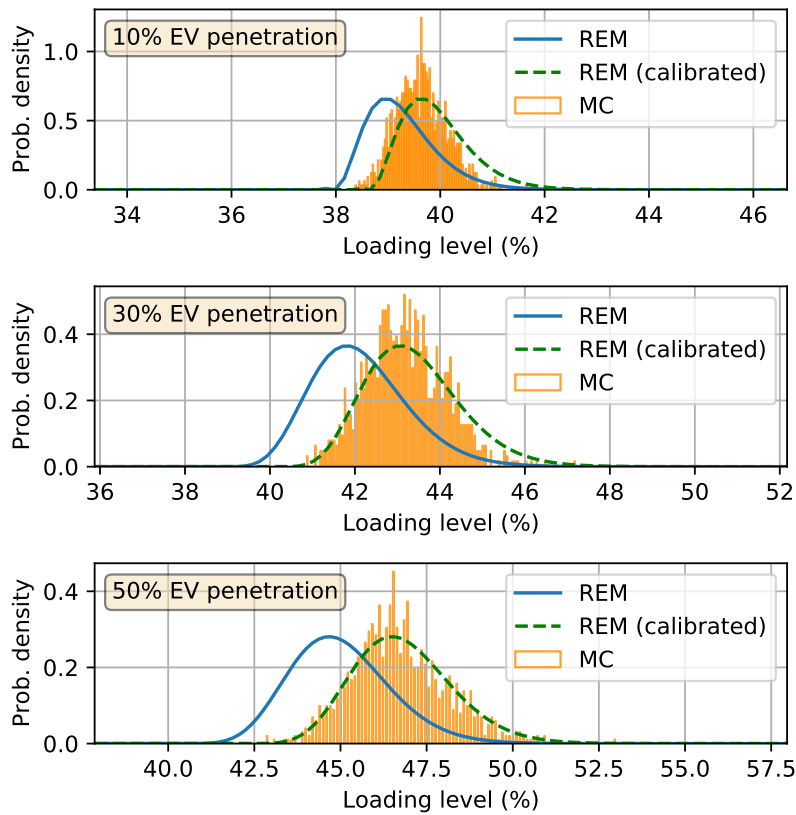 10% EV penetration
REM
REM (calibrated)
MC
Prob. density
1.0
0.5
0.0
34 36 38 40 42 44 46
Loading level (%)
30% EV penetration
REM
REM (calibrated)
MC
Prob. density
0.4
0.2
0.0
36 38 40 42 44 46 48 50 52
Loading level (%)
50% EV penetration
REM
REM (calibrated)
MC
Prob. density
0.4
0.2
0.0
40.0 42.5 45.0 47.5 50.0 52.5 55.0 57.5
Loading level (%)